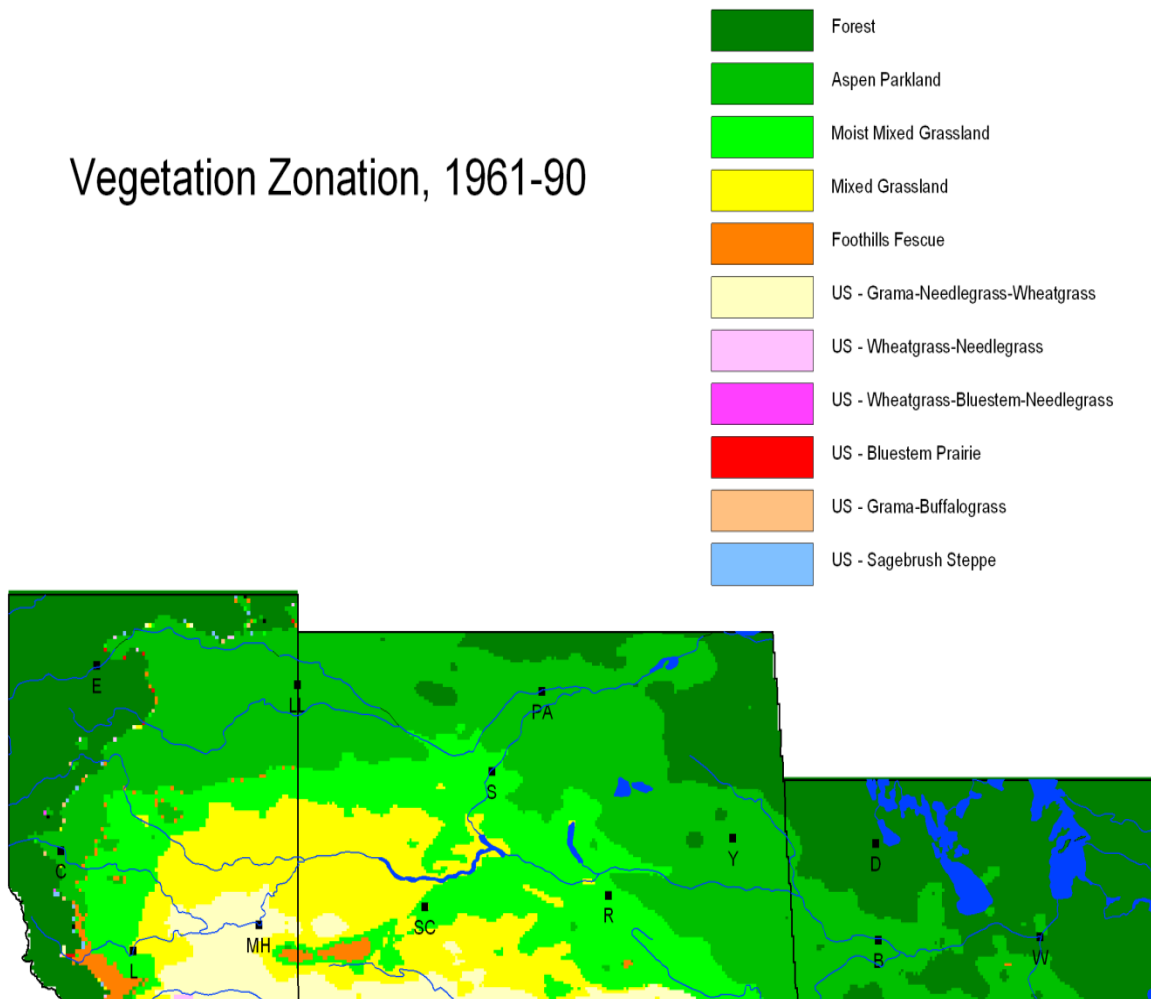 Forest
Aspen Parkland
Moist Mixed Grassland
Vegetation Zonation, 1961-90
Mixed Grassland
Foothills Fescue
US - Grama-Needlegrass-Wheatgrass
US - Wheatgrass-Needlegrass
US - Wheatgrass-Bluestem-Needlegrass
US - Bluestem Prairie
US - Grama-Buffalograss
US - Sagebrush Steppe
E
LL
PA
S
Y
D
C
R
SC
MH
L
B
W